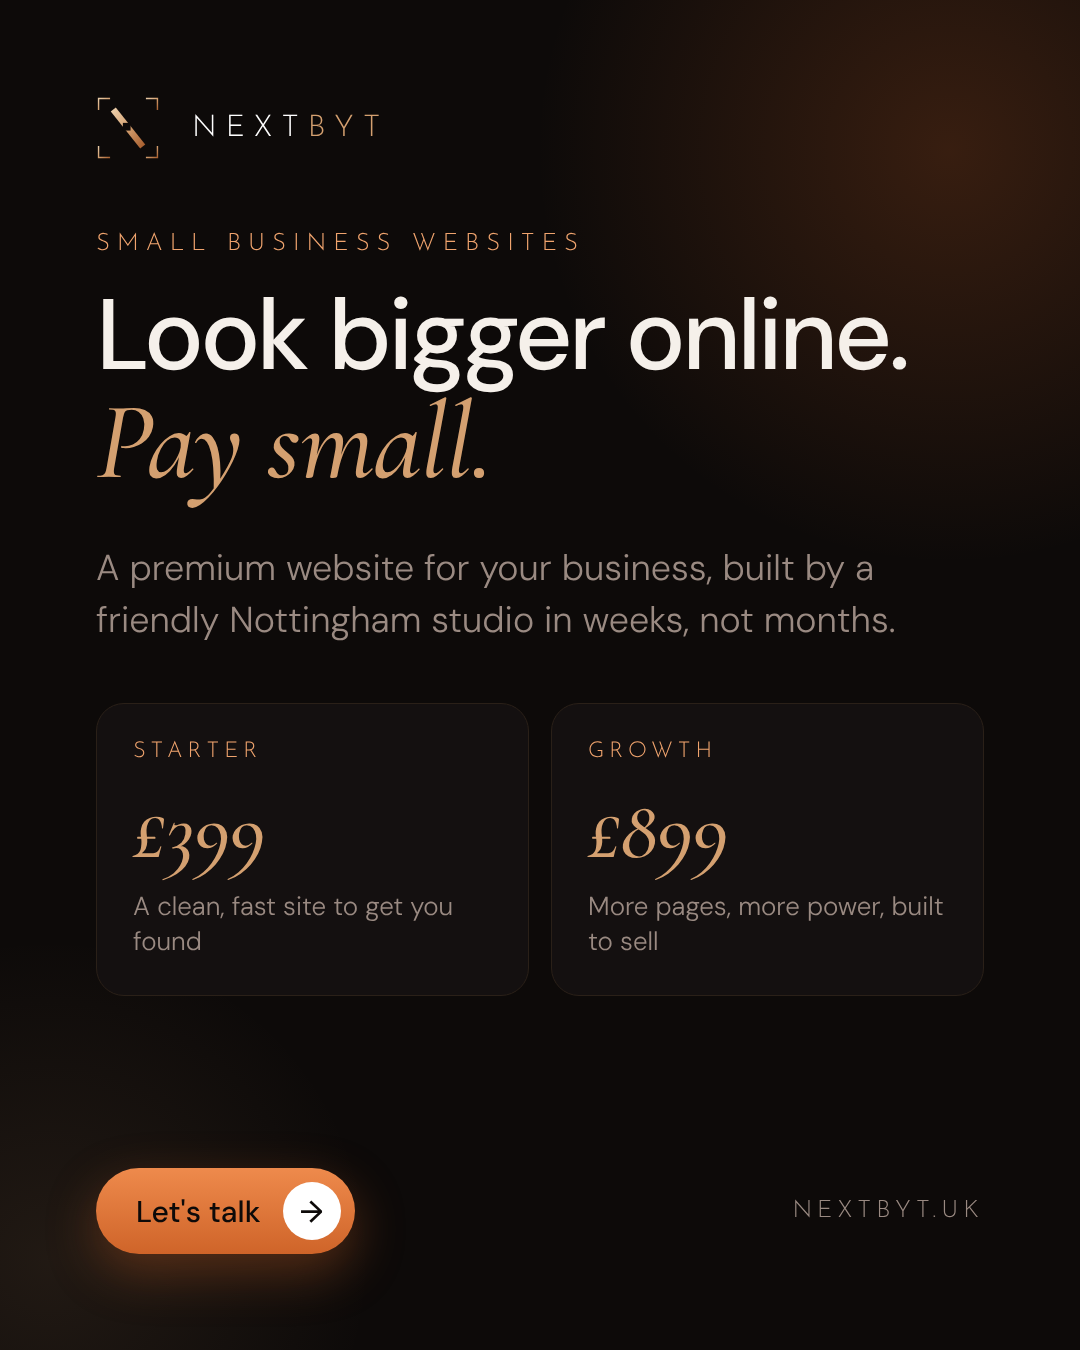 NEXTBYT
SMALL BUSINESS WEBSITES
Look bigger online.
Pay small.
A premium website for your business, built by a
friendly Nottingham studio in weeks, not months.
STARTER
£399
A clean, fast site to get you
found
GROWTH
£899
More pages, more power, built
to sell
Let's talk
NEXTBYT.UK